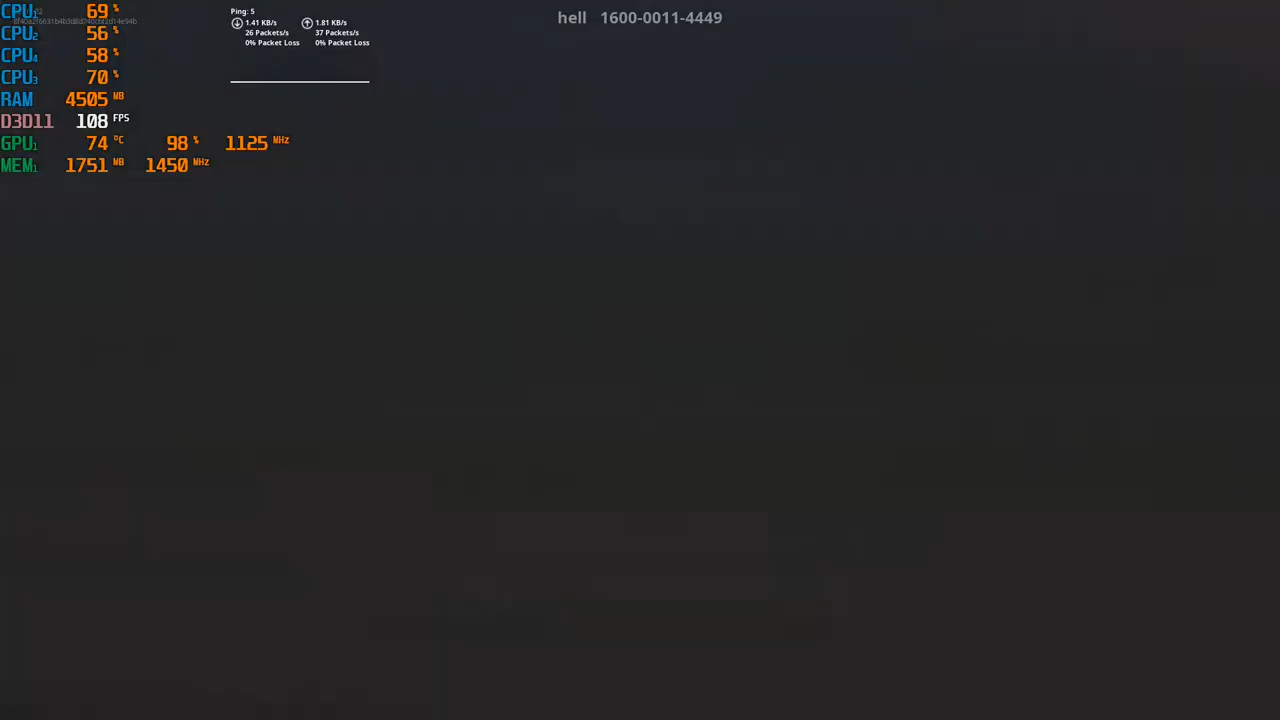 CPU1 69 %
CPU2 56 %
CPU4 58 %
CPU3 70 %
RAM 4505 MB
D3D11 108 FPS
GPU1 74 °C 98 % 1125 MHz
MEM1 1751 MB 1450 MHz
Ping: 5
1.41 KB/s 1.81 KB/s
26 Packets/s 37 Packets/s
0% Packet Loss 0% Packet Loss
hell 1600-0011-4449